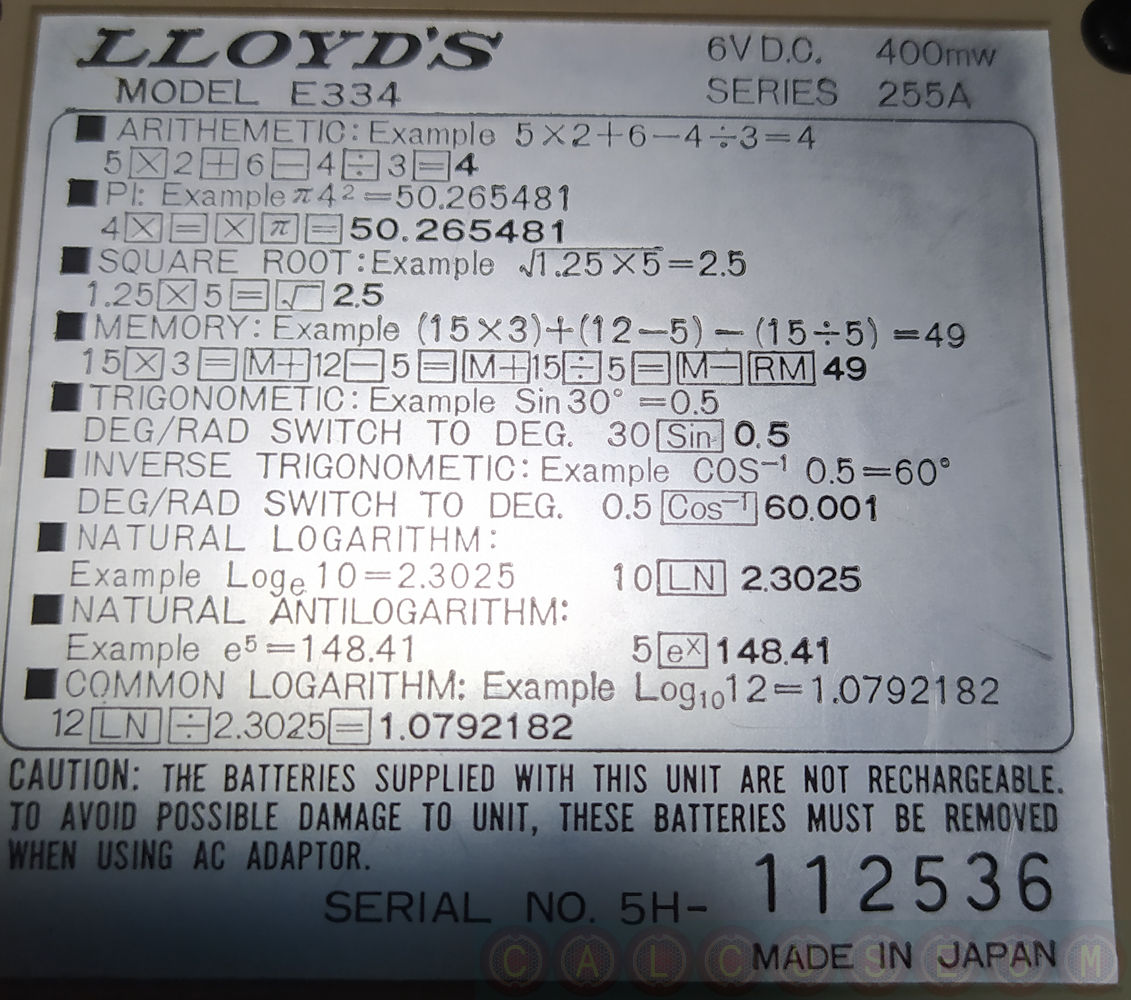 LLOYD'S 6V D.C. 400mw
MODEL E334 SERIES 255A
■ ARITHEMETIC: Example 5×2+6−4÷3=4
5 × 2 + 6 − 4 ÷ 3 = 4
■ PI: Example π4²=50.265481
4 × = × π = 50.265481
■ SQUARE ROOT: Example √1.25×5=2.5
1.25 × 5 = √ 2.5
■ MEMORY: Example (15×3)+(12−5)−(15÷5)=49
15 × 3 = M+ 12 − 5 = M+ 15 ÷ 5 = M− RM 49
■ TRIGONOMETIC: Example Sin 30° =0.5
DEG/RAD SWITCH TO DEG. 30 Sin 0.5
■ INVERSE TRIGONOMETIC: Example COS⁻¹ 0.5=60°
DEG/RAD SWITCH TO DEG. 0.5 Cos⁻¹ 60.001
■ NATURAL LOGARITHM:
Example Logₑ10=2.3025 10 LN 2.3025
■ NATURAL ANTILOGARITHM:
Example e⁵=148.41 5 eˣ 148.41
■ COMMON LOGARITHM: Example Log₁₀12=1.0792182
12 LN ÷ 2.3025 = 1.0792182
CAUTION: THE BATTERIES SUPPLIED WITH THIS UNIT ARE NOT RECHARGEABLE.
TO AVOID POSSIBLE DAMAGE TO UNIT, THESE BATTERIES MUST BE REMOVED
WHEN USING AC ADAPTOR.
SERIAL NO. 5H- 112536
MADE IN JAPAN